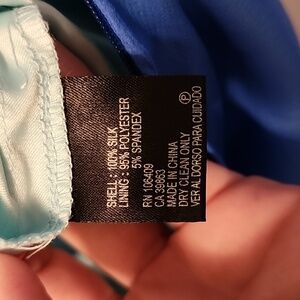 SHELL : 100% SILK
LINING : 95% POLYESTER
5% SPANDEX
RN 106409
CA 39963
MADE IN CHINA
DRY CLEAN ONLY
VER AL DORSO PARA CUIDADO
P